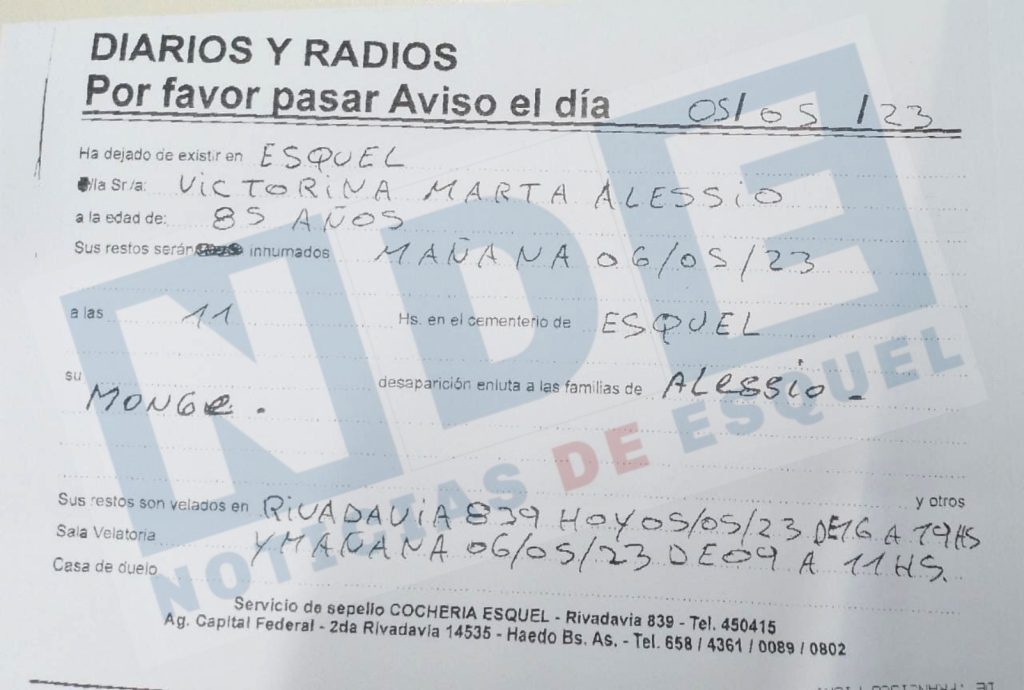 DIARIOS Y RADIOS
Por favor pasar Aviso el día 05/05/23
Ha dejado de existir en ESQUEL
/la Sr/a: VICTORINA MARTA ALESSIO
a la edad de: 85 AÑOS
Sus restos serán inhumados MAÑANA 06/05/23
a las 11 Hs. en el cementerio de ESQUEL
su desaparición enluta a las familias de ALESSIO -
MONGE.
Sus restos son velados en RIVADAVIA 839 HOY 05/05/23 DE 16 A 19 HS y otros
Sala Velatoria Y MAÑANA 06/05/23 DE 09 A 11 HS.
Casa de duelo
Servicio de sepelio COCHERIA ESQUEL - Rivadavia 839 - Tel. 450415
Ag. Capital Federal - 2da Rivadavia 14535 - Haedo Bs. As. - Tel. 658 / 4361 / 0089 / 0802
NDE
NOTICIAS DE ESQUEL